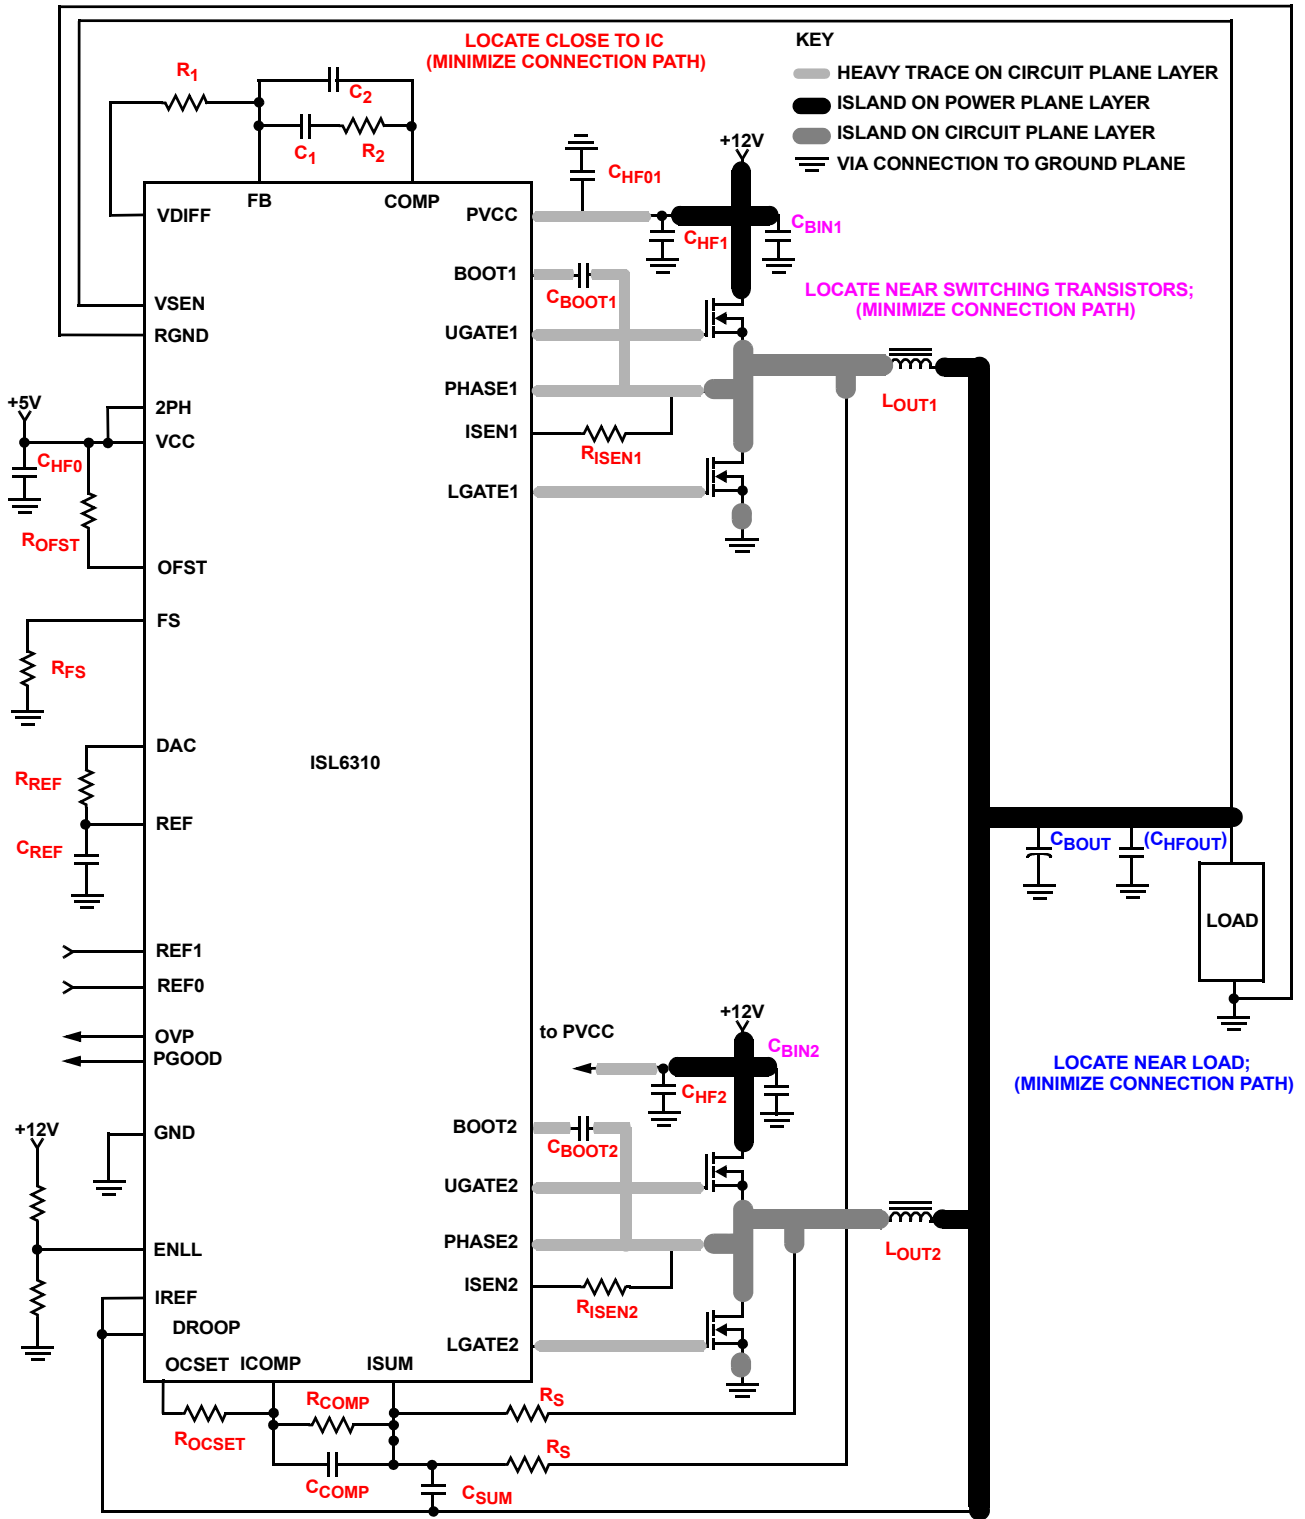 LOCATE CLOSE TO IC
(MINIMIZE CONNECTION PATH)
KEY
HEAVY TRACE ON CIRCUIT PLANE LAYER
ISLAND ON POWER PLANE LAYER
ISLAND ON CIRCUIT PLANE LAYER
VIA CONNECTION TO GROUND PLANE
R1
C2
C1
R2
+12V
CHF01
FB
COMP
VDIFF
PVCC
CHF1
CBIN1
BOOT1
CBOOT1
LOCATE NEAR SWITCHING TRANSISTORS;
(MINIMIZE CONNECTION PATH)
VSEN
RGND
UGATE1
PHASE1
LOUT1
+5V
2PH
VCC
ISEN1
RISEN1
CHF0
LGATE1
ROFST
OFST
FS
RFS
DAC
ISL6310
RREF
REF
CREF
CBOUT
(CHFOUT)
LOAD
REF1
REF0
OVP
PGOOD
to PVCC
+12V
CBIN2
CHF2
LOCATE NEAR LOAD;
(MINIMIZE CONNECTION PATH)
+12V
GND
BOOT2
CBOOT2
UGATE2
ENLL
PHASE2
LOUT2
IREF
ISEN2
RISEN2
DROOP
LGATE2
OCSET
ICOMP
ISUM
RCOMP
RS
ROCSET
RS
CCOMP
CSUM